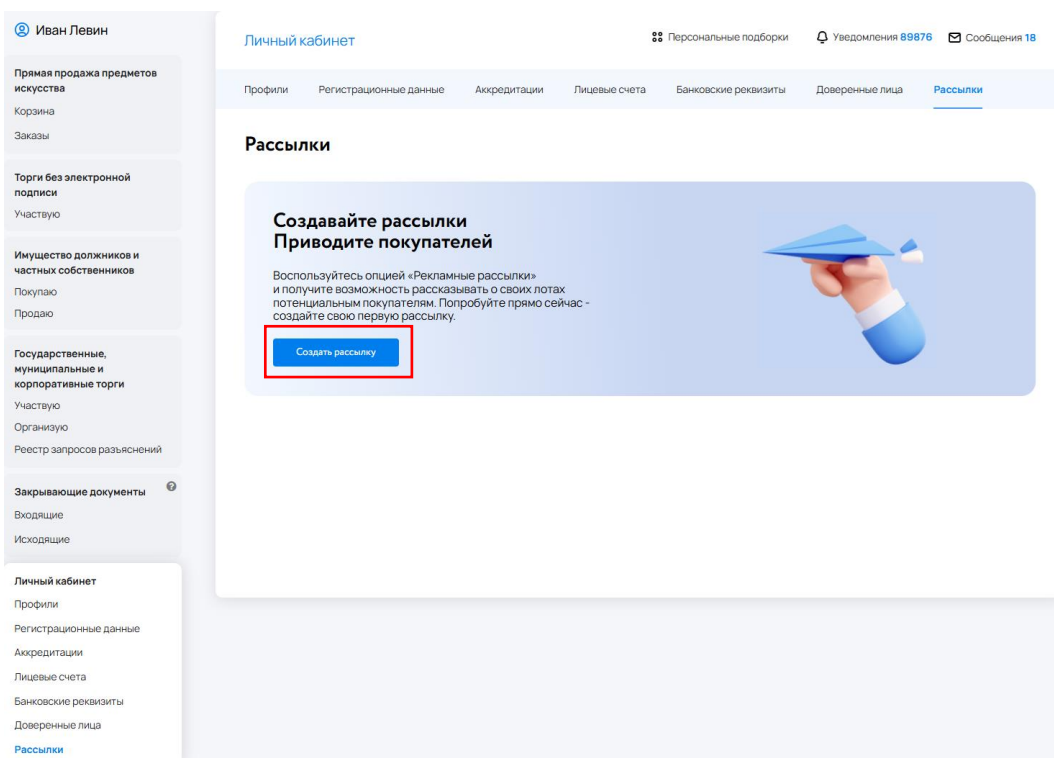 Иван Левин
Прямая продажа предметов
искусства
Корзина
Заказы
Торги без электронной
подписи
Участвую
Имущество должников и
частных собственников
Покупаю
Продаю
Государственные,
муниципальные и
корпоративные торги
Участвую
Организую
Реестр запросов разъяснений
Закрывающие документы ?
Входящие
Исходящие
Личный кабинет
Профили
Регистрационные данные
Аккредитации
Лицевые счета
Банковские реквизиты
Доверенные лица
Рассылки
Личный кабинет
Персональные подборки
Уведомления 89876
Сообщения 18
Профили
Регистрационные данные
Аккредитации
Лицевые счета
Банковские реквизиты
Доверенные лица
Рассылки
Рассылки
Создавайте рассылки
Приводите покупателей
Воспользуйтесь опцией «Рекламные рассылки»
и получите возможность рассказывать о своих лотах
потенциальным покупателям. Попробуйте прямо сейчас -
создайте свою первую рассылку.
Создать рассылку